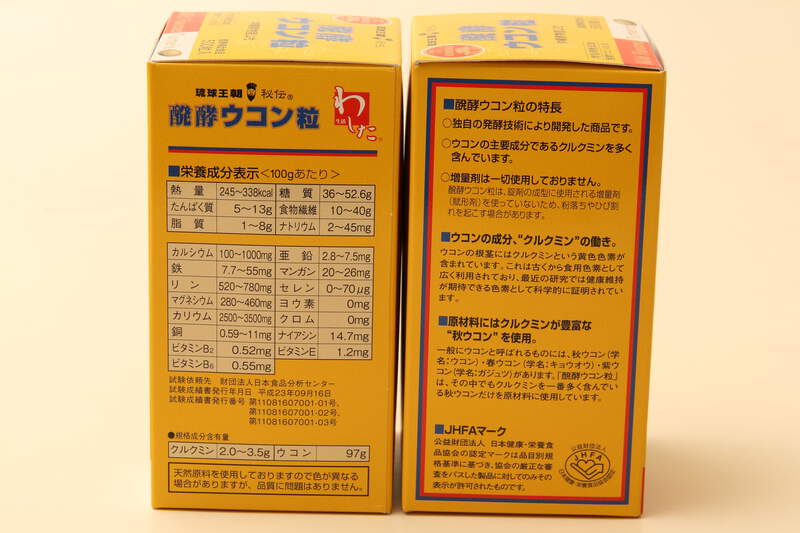 琉球王朝 秘伝®
醗酵ウコン粒
生活
わしたこ
■栄養成分表示<100gあたり>
熱量 245~338kcal 糖質 36~52.6g
たんぱく質 5~13g 食物繊維 10~40g
脂質 1~8g ナトリウム 2~45mg
カルシウム 100~1000mg 亜鉛 2.8~7.5mg
鉄 7.7~55mg マンガン 20~26mg
リン 520~780mg セレン 0~70μg
マグネシウム 280~460mg ヨウ素 0mg
カリウム 2500~3500mg クロム 0mg
銅 0.59~11mg ナイアシン 14.7mg
ビタミンB2 0.52mg ビタミンE 1.2mg
ビタミンB6 0.55mg
試験依頼先 財団法人日本食品分析センター
試験成績書発行年月日 平成23年09月16日
試験成績書発行番号 第11081607001-01号、
第11081607001-02号、
第11081607001-03号
●規格成分含有量
クルクミン 2.0~3.5g ウコン 97g
天然原料を使用しておりますので色が異なる
場合がありますが、品質に問題はありません。
ウコン粒
■醗酵ウコン粒の特長
○独自の発酵技術により開発した商品です。
○ウコンの主要成分であるクルクミンを多く
含んでいます。
○増量剤は一切使用しておりません。
醗酵ウコン粒は、錠剤の成型に使用される増量剤
(賦形剤)を使っていないため、粉落ちやひび割
れを起こす場合があります。
■ウコンの成分、“クルクミン”の働き。
ウコンの根茎にはクルクミンという黄色色素が
含まれています。これは古くから食用色素として
広く利用されており、最近の研究では健康維持
が期待できる色素として科学的に証明されてい
ます。
■原材料にはクルクミンが豊富な
“秋ウコン”を使用。
一般にウコンと呼ばれるものには、秋ウコン(学
名:ウコン)・春ウコン(学名:キョウオウ)・紫ウ
コン(学名:ガジュツ)があります。「醗酵ウコン粒」
は、その中でもクルクミンを一番多く含んでい
る秋ウコンだけを原材料に使用しています。
■JHFAマーク
公益財団法人 日本健康・栄養食
品協会の認定マークは品目別規
格基準に基づき、協会の厳正な審
査をパスした製品に対してのみその
表示が許可されたものです。
公益財団法人
JHFA
日本健康・栄養食品協会認定